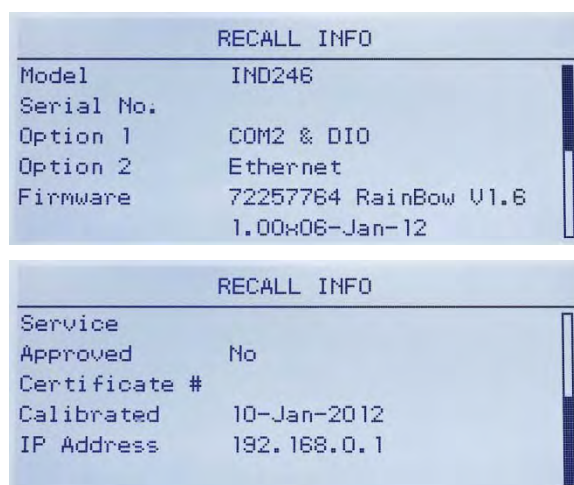 RECALL INFO
Model IND246
Serial No.
Option 1 COM2 & DIO
Option 2 Ethernet
Firmware 72257764 RainBow V1.6
1.00x06-Jan-12
RECALL INFO
Service
Approved No
Certificate #
Calibrated 10-Jan-2012
IP Address 192.168.0.1